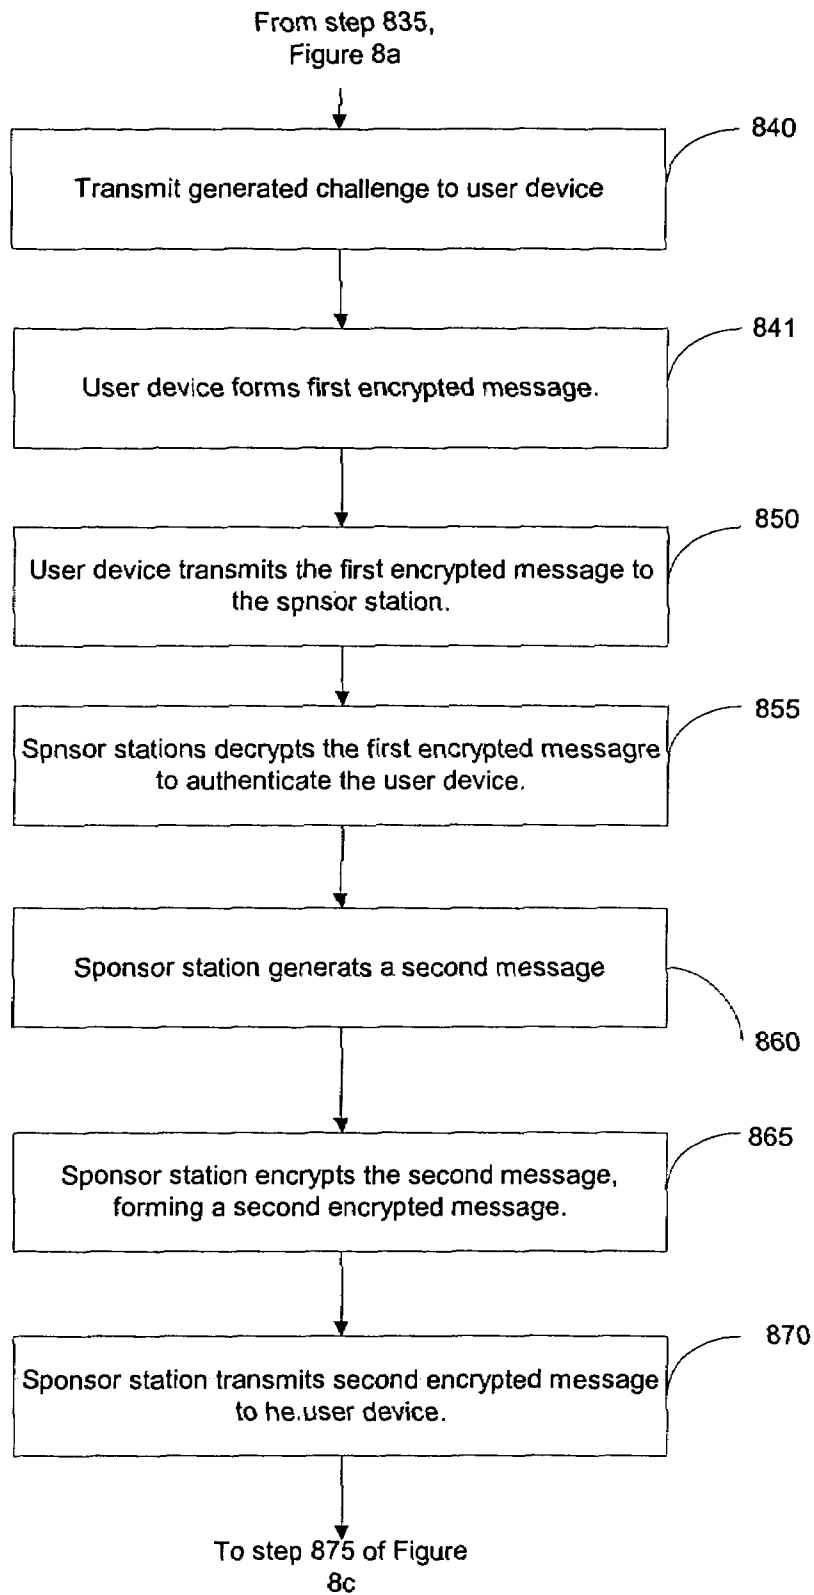 From step 835,
Figure 8a
840
Transmit generated challenge to user device
841
User device forms first encrypted message.
850
User device transmits the first encrypted message to
the spnsor station.
855
Spnsor stations decrypts the first encrypted messagre
to authenticate the user device.
Sponsor station generats a second message
860
865
Sponsor station encrypts the second message,
forming a second encrypted message.
870
Sponsor station transmits second encrypted message
to he.user device.
To step 875 of Figure
8c